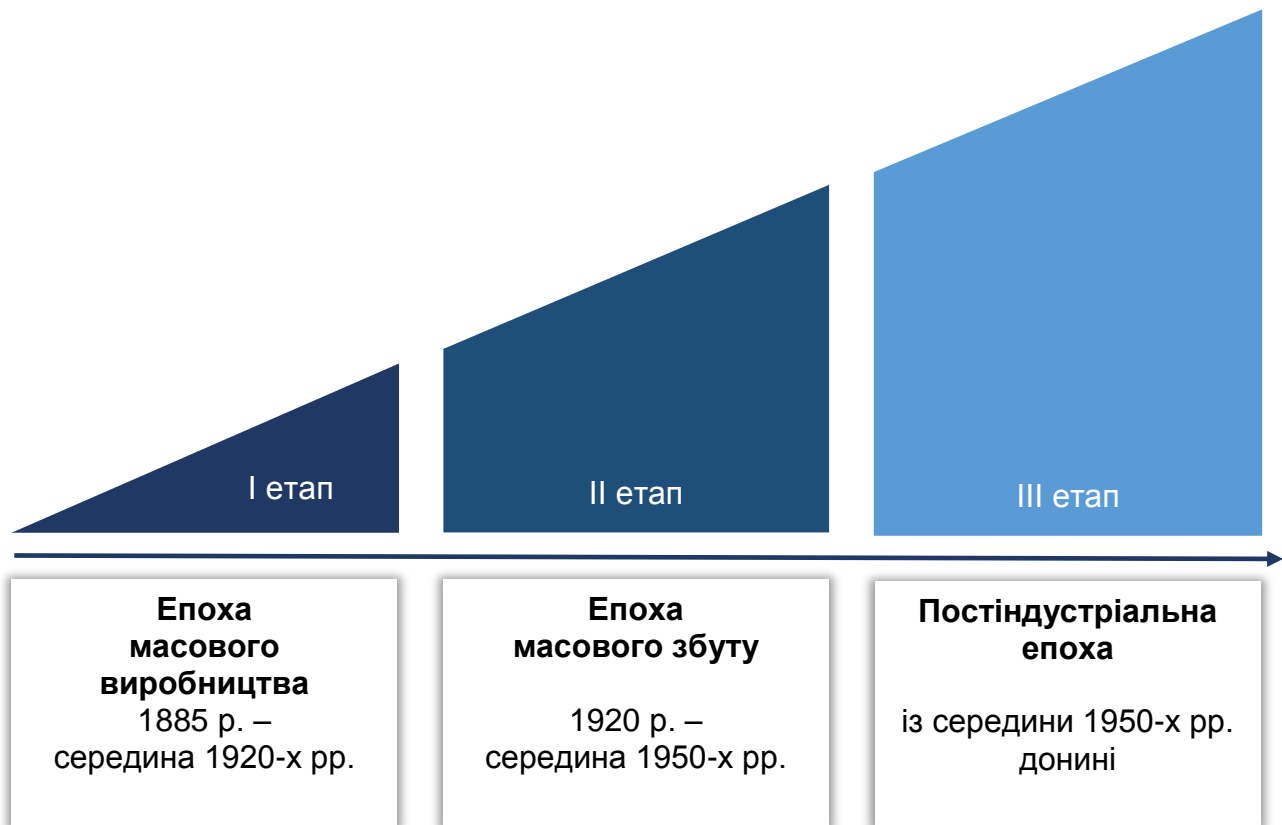 І етап
ІІ етап
ІІІ етап
Епоха
масового
виробництва
1885 р. –
середина 1920-х рр.
Епоха
масового збуту
1920 р. –
середина 1950-х рр.
Постіндустріальна
епоха
із середини 1950-х рр.
донині